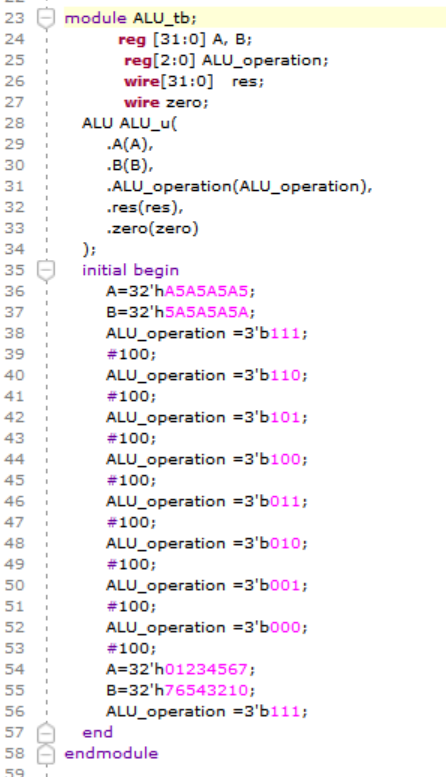 23 module ALU_tb;
24 reg [31:0] A, B;
25 reg[2:0] ALU_operation;
26 wire[31:0] res;
27 wire zero;
28 ALU ALU_u(
29 .A(A),
30 .B(B),
31 .ALU_operation(ALU_operation),
32 .res(res),
33 .zero(zero)
34 );
35 initial begin
36 A=32'hA5A5A5A5;
37 B=32'h5A5A5A5A;
38 ALU_operation =3'b111;
39 #100;
40 ALU_operation =3'b110;
41 #100;
42 ALU_operation =3'b101;
43 #100;
44 ALU_operation =3'b100;
45 #100;
46 ALU_operation =3'b011;
47 #100;
48 ALU_operation =3'b010;
49 #100;
50 ALU_operation =3'b001;
51 #100;
52 ALU_operation =3'b000;
53 #100;
54 A=32'h01234567;
55 B=32'h76543210;
56 ALU_operation =3'b111;
57 end
58 endmodule
59